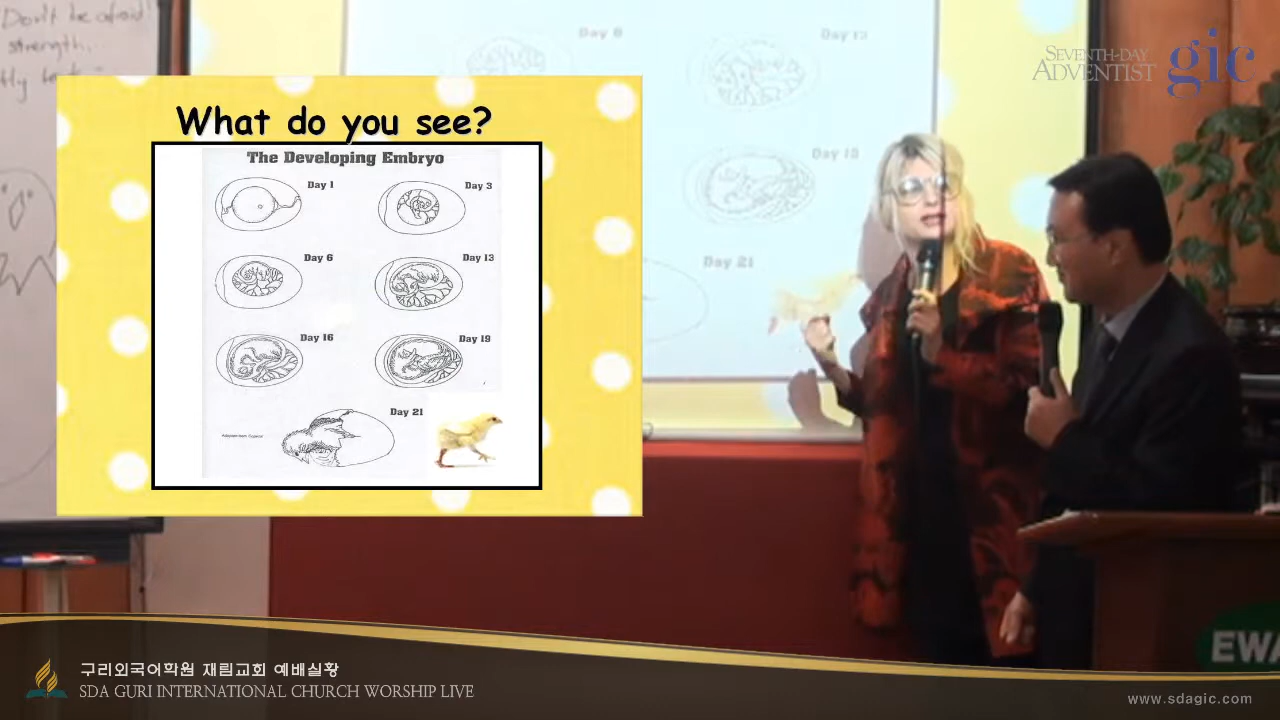 Don't be afraid!
strength.
SEVENTH-DAY
ADVENTIST gic
What do you see?
The Developing Embryo
Day 1
Day 3
Day 6
Day 13
Day 16
Day 19
Day 21
Day 6
Day 13
Day 19
Day 21
EWA
구리외국어학원 재림교회 예배실황
SDA GURI INTERNATIONAL CHURCH WORSHIP LIVE
www.sdagic.com